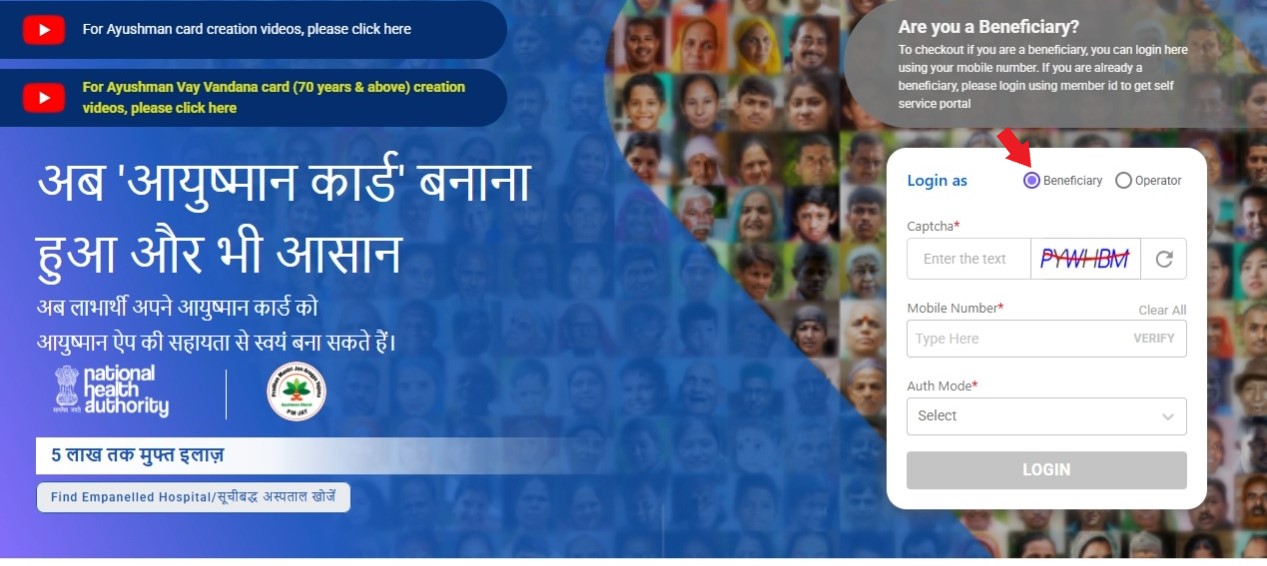 For Ayushman card creation videos, please click here
For Ayushman Vay Vandana card (70 years & above) creation
videos, please click here
अब 'आयुष्मान कार्ड' बनाना
हुआ और भी आसान
अब लाभार्थी अपने आयुष्मान कार्ड को
आयुष्मान ऐप की सहायता से स्वयं बना सकते हैं।
national
health
authority
5 लाख तक मुफ्त इलाज़
Find Empanelled Hospital/सूचीबद्ध अस्पताल खोजें
Are you a Beneficiary?
To checkout if you are a beneficiary, you can login here
using your mobile number. If you are already a
beneficiary, please login using member id to get self
service portal
Login as Beneficiary Operator
Captcha*
Enter the text PYWHBM
Mobile Number* Clear All
Type Here VERIFY
Auth Mode*
Select
LOGIN